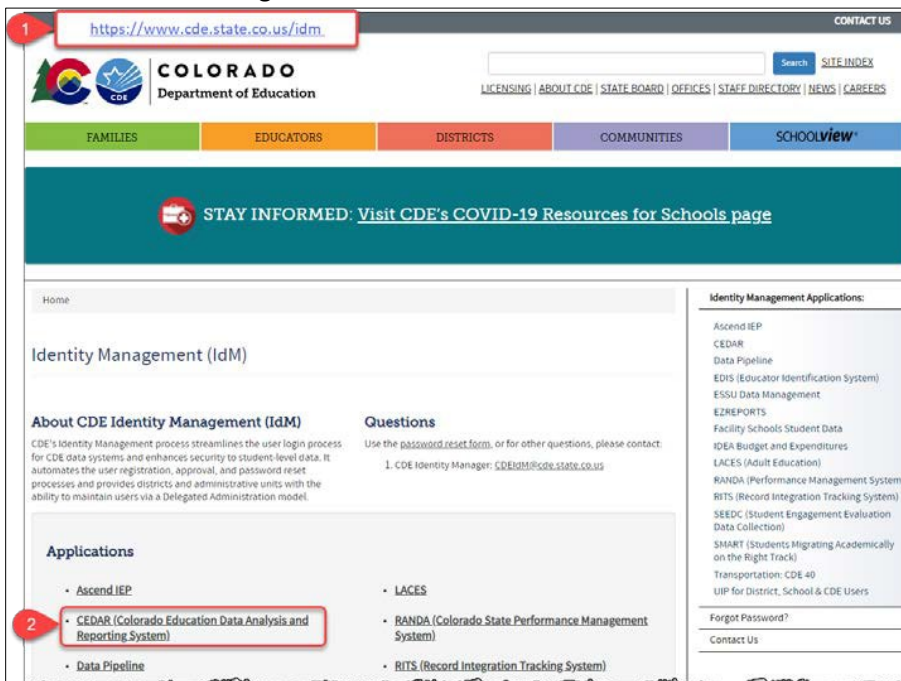 1
https://www.cde.state.co.us/idm
CONTACT US
Search SITE INDEX
CDE
COLORADO
Department of Education
LICENSING | ABOUT CDE | STATE BOARD | OFFICES | STAFF DIRECTORY | NEWS | CAREERS
FAMILIES EDUCATORS DISTRICTS COMMUNITIES SCHOOLVIEW
STAY INFORMED: Visit CDE's COVID-19 Resources for Schools page
Home
Identity Management (IdM)
About CDE Identity Management (IdM)
CDE's Identity Management process streamlines the user login process
for CDE data systems and enhances security to student-level data. It
automates the user registration, approval, and password reset
processes and provides districts and administrative units with the
ability to maintain users via a Delegated Administration model.
Questions
Use the password reset form, or for other questions, please contact:
1. CDE Identity Manager: CDEIdM@cde.state.co.us
Applications
• Ascend IEP
2
• CEDAR (Colorado Education Data Analysis and
Reporting System)
• Data Pipeline
• LACES
• RANDA (Colorado State Performance Management
System)
• RITS (Record Integration Tracking System)
Identity Management Applications:
Ascend IEP
CEDAR
Data Pipeline
EDIS (Educator Identification System)
ESSU Data Management
EZREPORTS
Facility Schools Student Data
IDEA Budget and Expenditures
LACES (Adult Education)
RANDA (Performance Management System
RITS (Record Integration Tracking System)
SEEDC (Student Engagement Evaluation
Data Collection)
SMART (Students Migrating Academically
on the Right Track)
Transportation: CDE 40
UIP for District, School & CDE Users
Forgot Password?
Contact Us